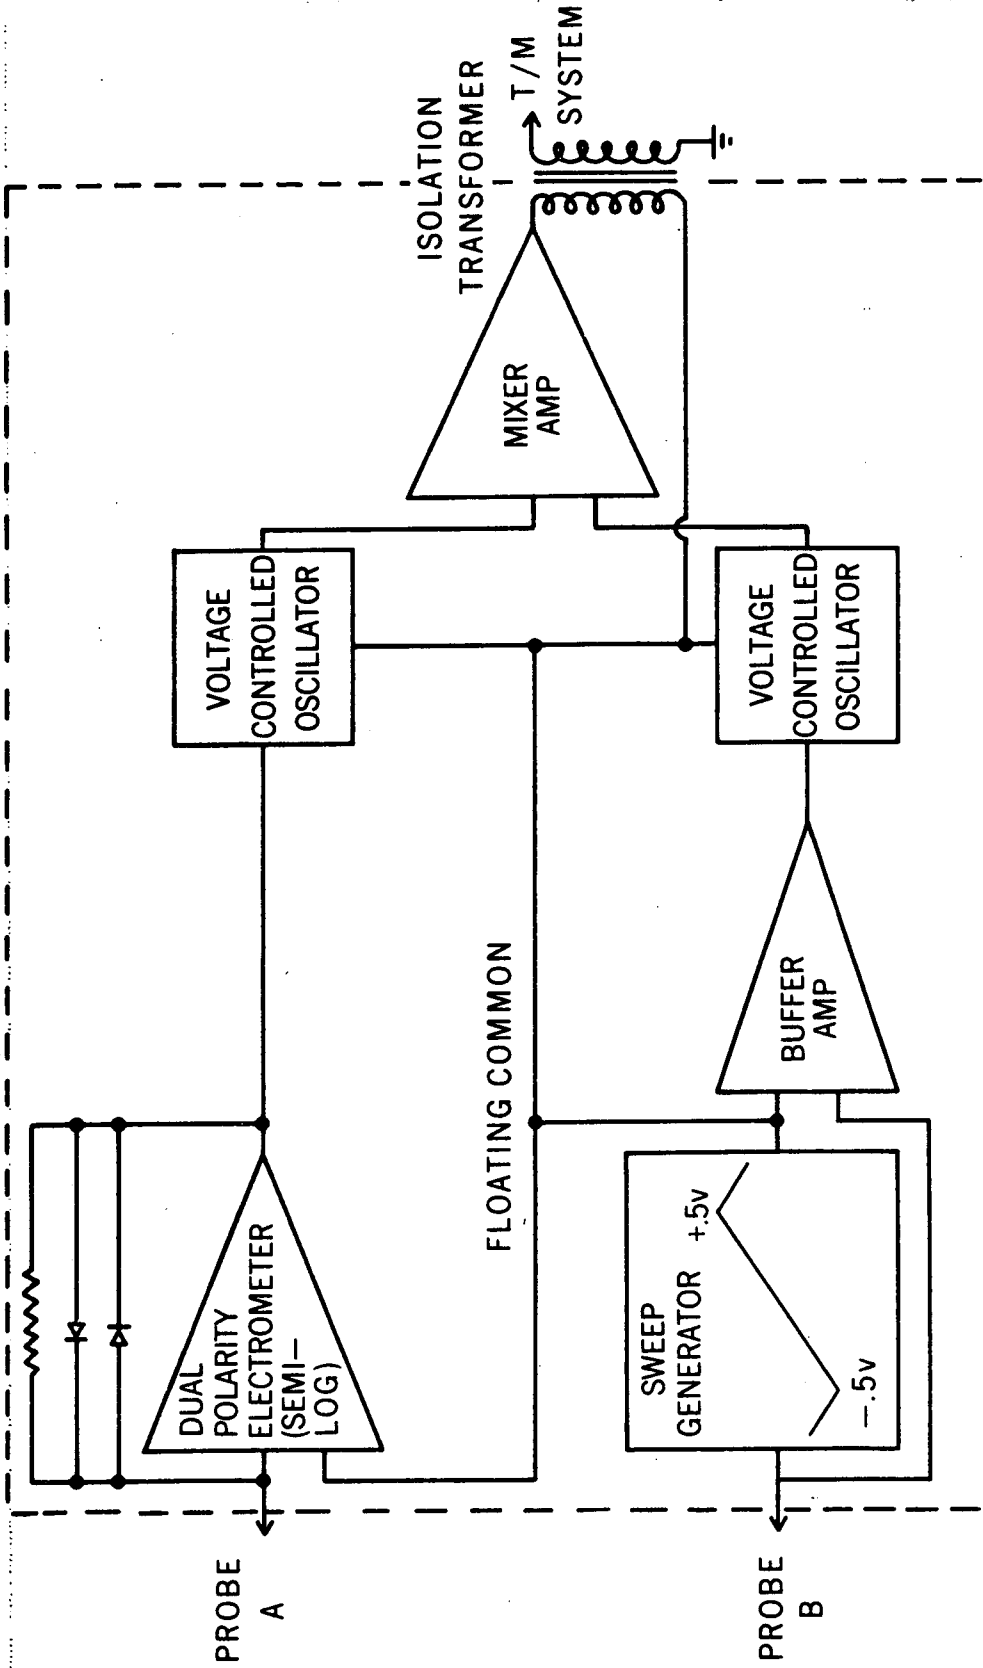 PROBE
A
DUAL
POLARITY
ELECTROMETER
(SEMI–
LOG)
VOLTAGE
CONTROLLED
OSCILLATOR
ISOLATION
TRANSFORMER
T/M
SYSTEM
MIXER
AMP
FLOATING COMMON
PROBE
B
SWEEP
GENERATOR
+.5v
–.5v
BUFFER
AMP
VOLTAGE
CONTROLLED
OSCILLATOR